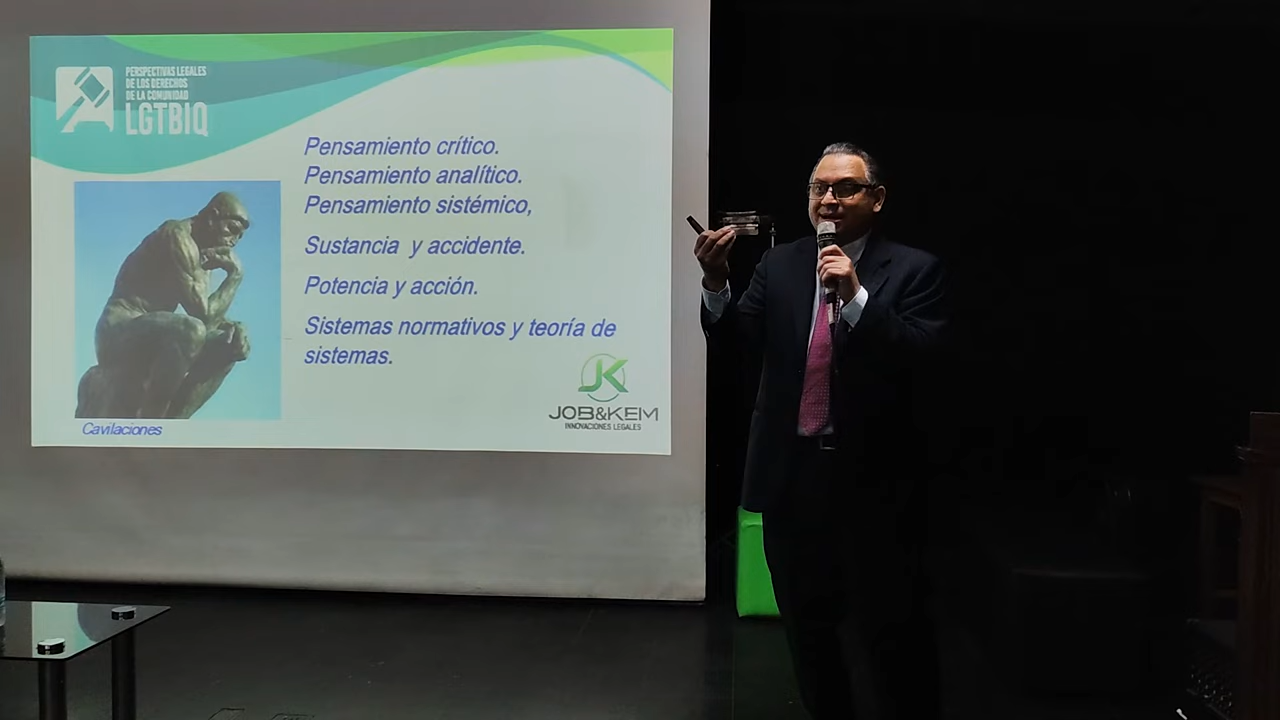 PERSPECTIVAS LEGALES
DE LOS DERECHOS
DE LA COMUNIDAD
LGTBIQ
Pensamiento crítico.
Pensamiento analítico.
Pensamiento sistémico,
Sustancia y accidente.
Potencia y acción.
Sistemas normativos y teoría de
sistemas.
Cavilaciones
JK
JOB&KEM
INNOVACIONES LEGALES